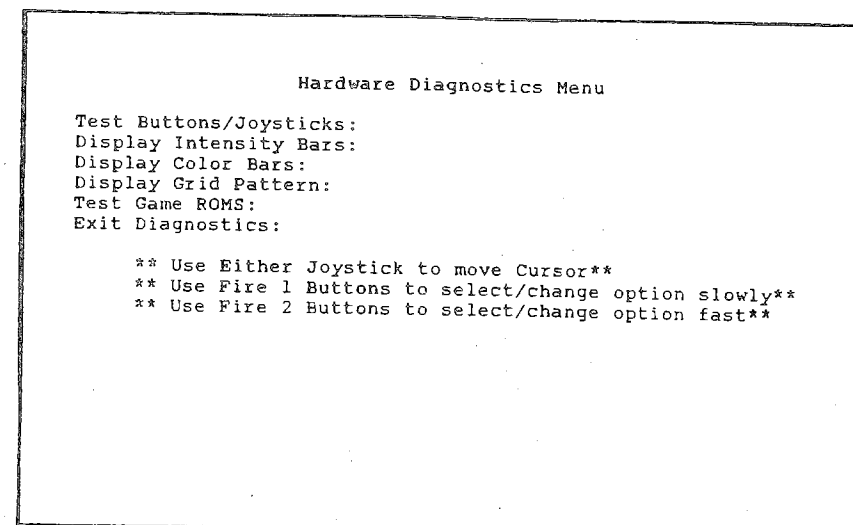 Hardware Diagnostics Menu
Test Buttons/Joysticks:
Display Intensity Bars:
Display Color Bars:
Display Grid Pattern:
Test Game ROMS:
Exit Diagnostics:
** Use Either Joystick to move Cursor**
** Use Fire 1 Buttons to select/change option slowly**
** Use Fire 2 Buttons to select/change option fast**